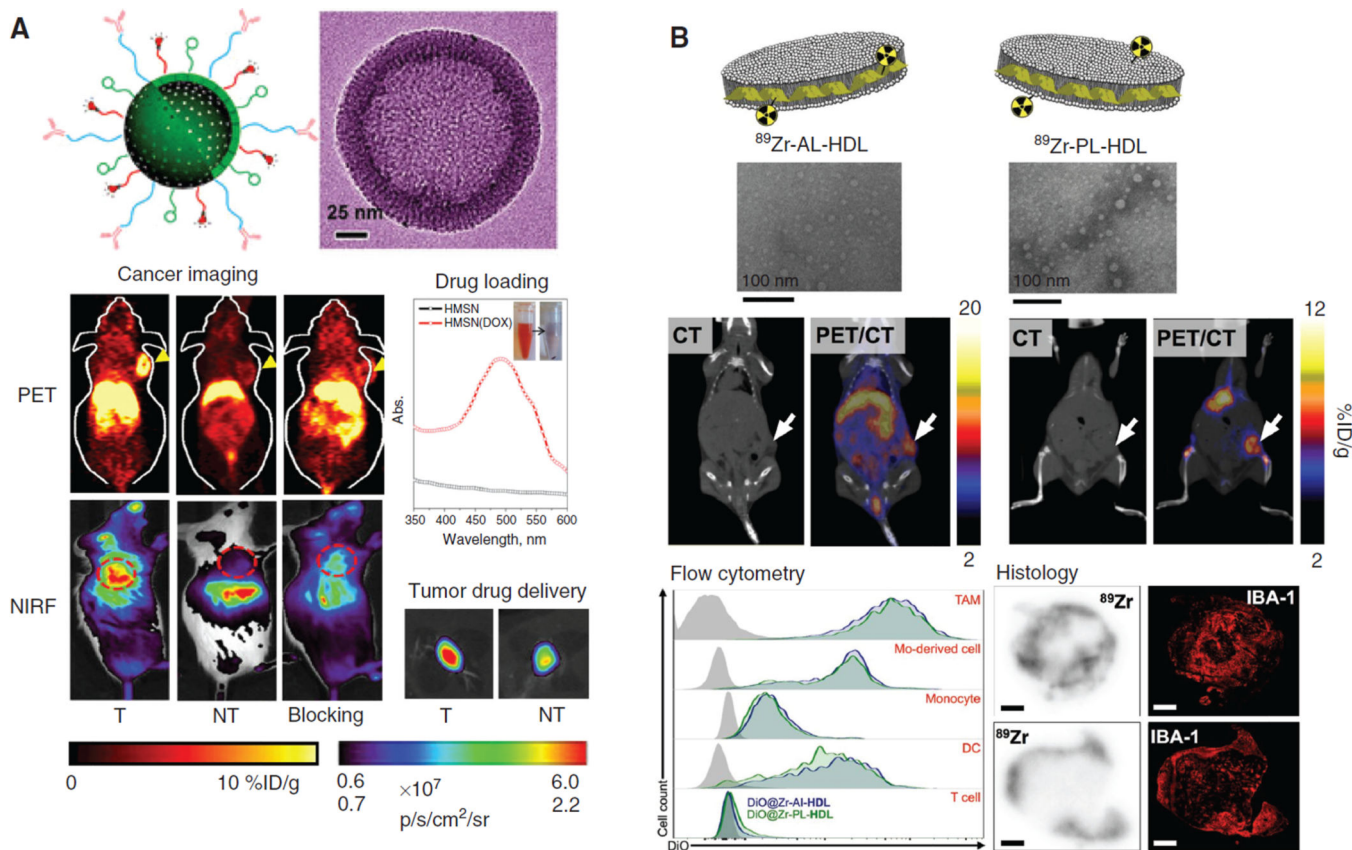 A
25 nm
Cancer imaging
PET
NIRF
T
NT
Blocking
0
10 %ID/g
0.6
0.7
×10⁷
p/s/cm²/sr
6.0
2.2
Drug loading
HMSN
HMSN(DOX)
Abs.
350 400 450 500 550 600
Wavelength, nm
Tumor drug delivery
T
NT
B
⁸⁹Zr-AL-HDL
⁸⁹Zr-PL-HDL
100 nm
100 nm
CT
PET/CT
20
2
CT
PET/CT
12
%ID/g
2
Flow cytometry
TAM
Mo-derived cell
Monocyte
DC
T cell
DiO@Zr-AI-HDL
DiO@Zr-PL-HDL
Cell count
DiO
Histology
⁸⁹Zr
IBA-1
⁸⁹Zr
IBA-1